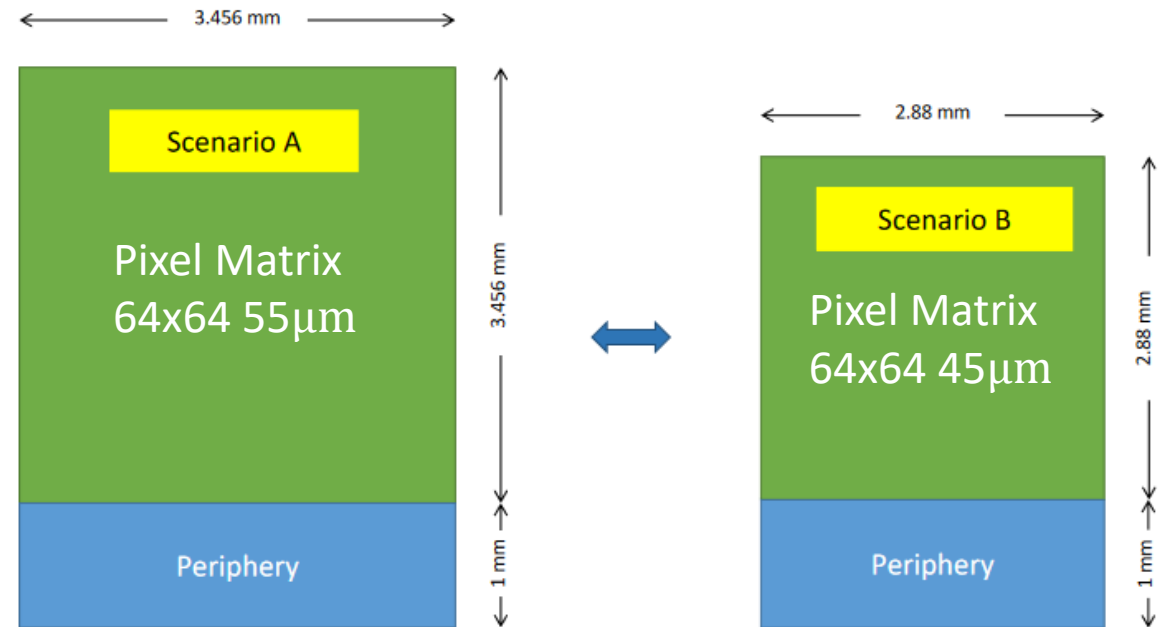 3.456 mm
Scenario A
Pixel Matrix
64x64 55μm
3.456 mm
Periphery
1 mm
2.88 mm
Scenario B
Pixel Matrix
64x64 45μm
2.88 mm
Periphery
1 mm